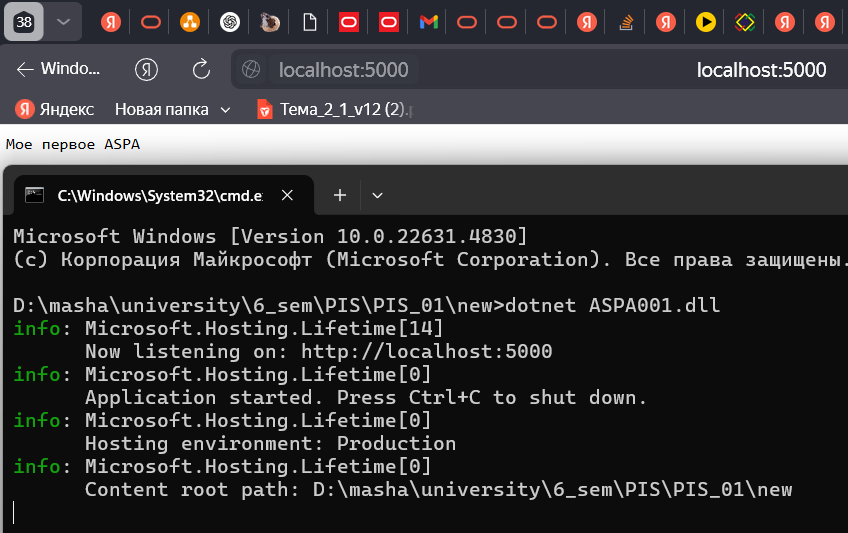 38
Windo...
localhost:5000
localhost:5000
Яндекс
Новая папка
Тема_2_1_v12 (2).
Мое первое ASPA
C:\Windows\System32\cmd.e
Microsoft Windows [Version 10.0.22631.4830]
(c) Корпорация Майкрософт (Microsoft Corporation). Все права защищены.
D:\masha\university\6_sem\PIS\PIS_01\new>dotnet ASPA001.dll
info: Microsoft.Hosting.Lifetime[14]
Now listening on: http://localhost:5000
info: Microsoft.Hosting.Lifetime[0]
Application started. Press Ctrl+C to shut down.
info: Microsoft.Hosting.Lifetime[0]
Hosting environment: Production
info: Microsoft.Hosting.Lifetime[0]
Content root path: D:\masha\university\6_sem\PIS\PIS_01\new